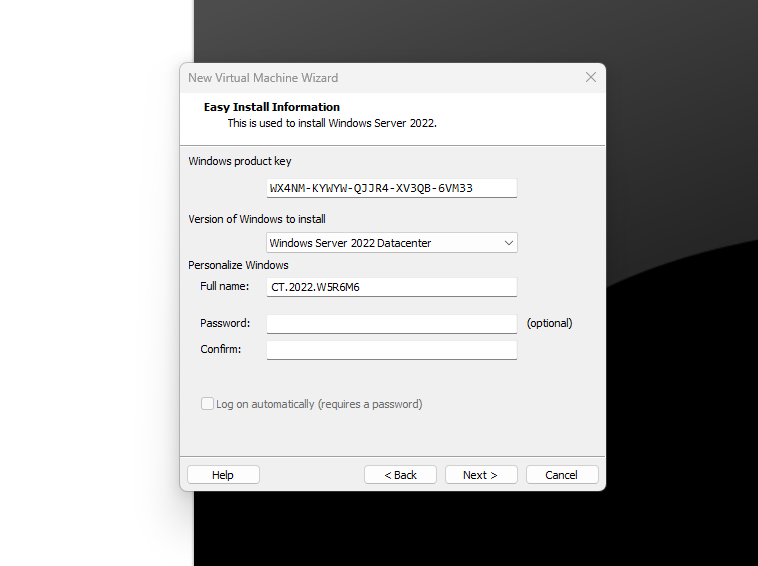 New Virtual Machine Wizard
Easy Install Information
This is used to install Windows Server 2022.
Windows product key
WX4NM-KYWYW-QJJR4-XV3QB-6VM33
Version of Windows to install
Windows Server 2022 Datacenter
Personalize Windows
Full name: CT.2022.W5R6M6
Password: (optional)
Confirm:
Log on automatically (requires a password)
Help < Back Next > Cancel